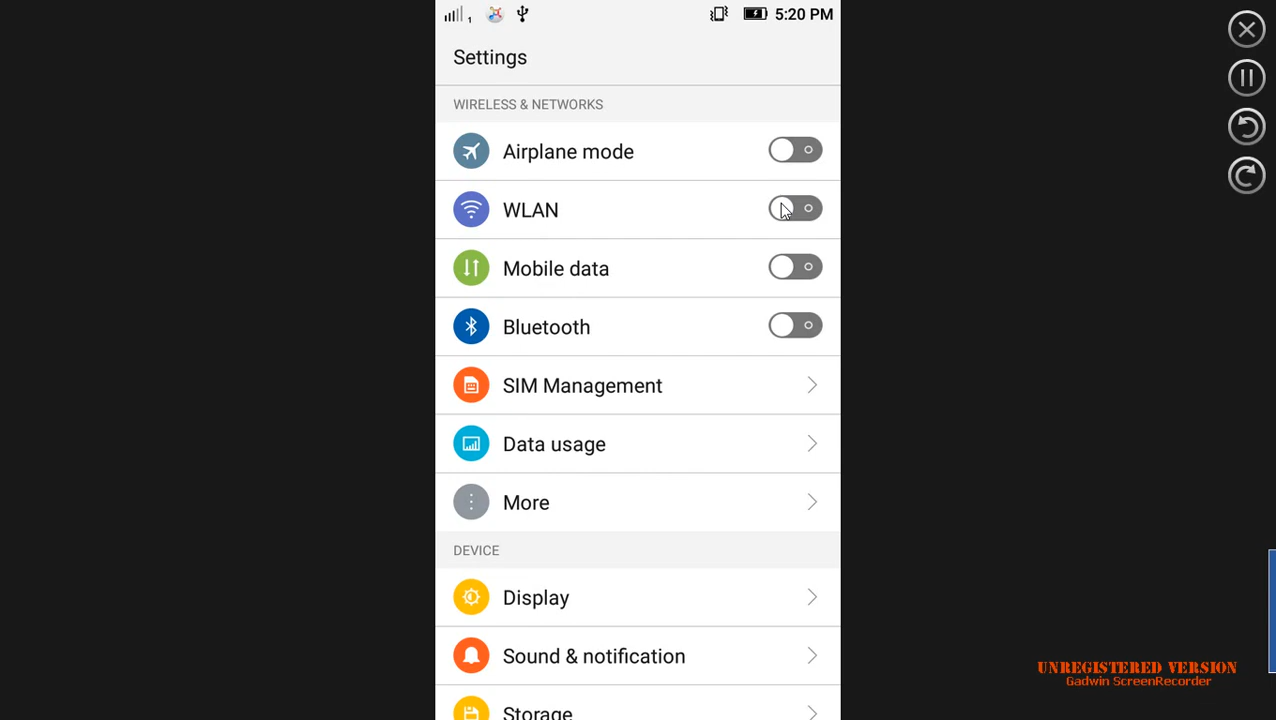 1 5:20 PM
Settings
WIRELESS & NETWORKS
Airplane mode
WLAN
Mobile data
Bluetooth
SIM Management
Data usage
More
DEVICE
Display
Sound & notification
Storage
UNREGISTERED VERSION
Gadwin ScreenRecorder